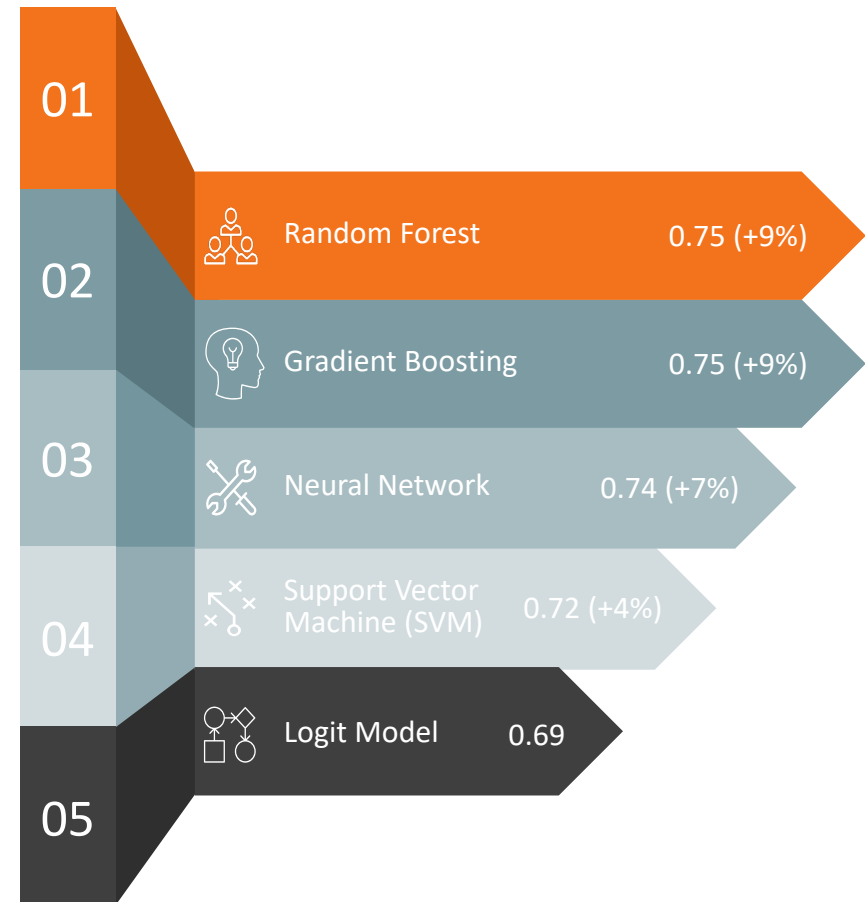 01
Random Forest 0.75 (+9%)
02
Gradient Boosting 0.75 (+9%)
03
Neural Network 0.74 (+7%)
04
Support Vector
Machine (SVM) 0.72 (+4%)
05
Logit Model 0.69